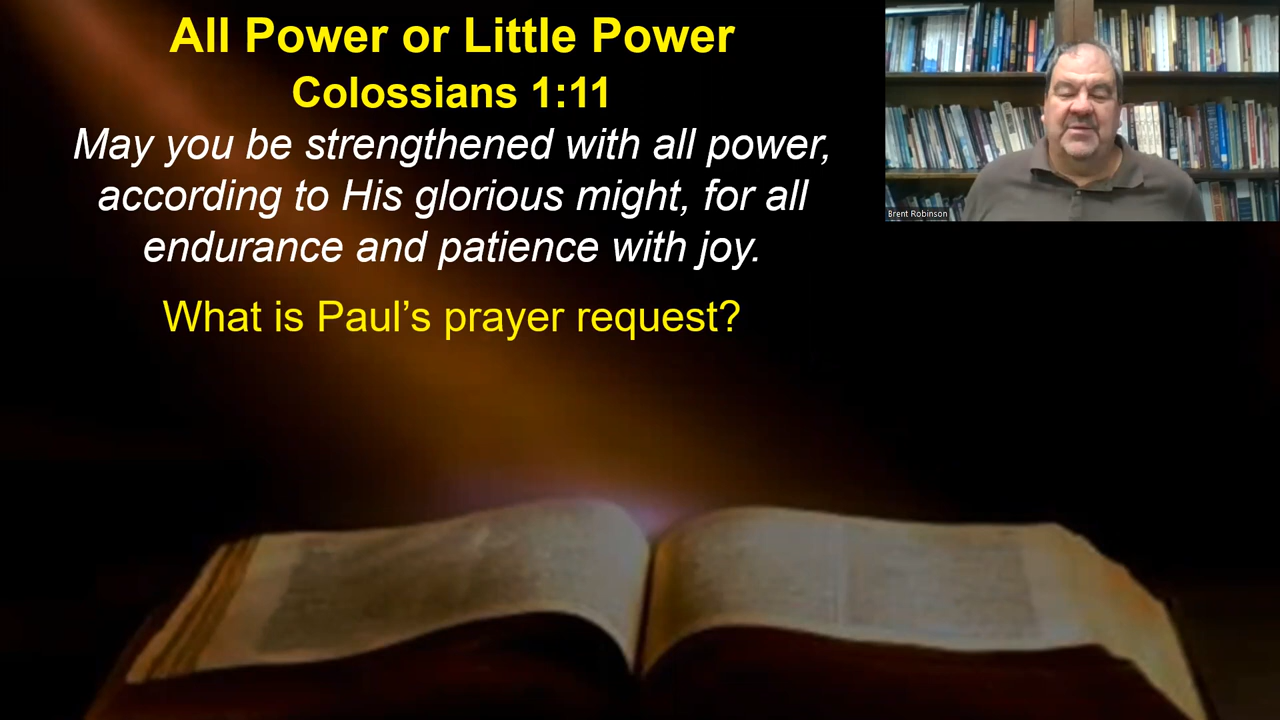 All Power or Little Power
Colossians 1:11
May you be strengthened with all power,
according to His glorious might, for all
endurance and patience with joy.
What is Paul’s prayer request?
Brent Robinson